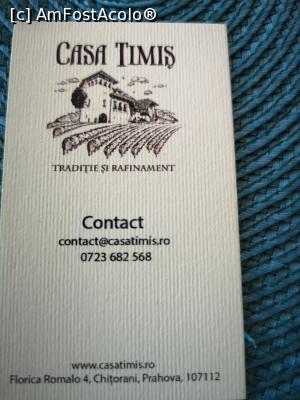 [c] AmFostAcolo®
CASA TIMIȘ
TRADIȚIE ȘI RAFINAMENT
Contact
contact@casatimis.ro
0723 682 568
www.casatimis.ro
Florica Romalo 4, Chițorani, Prahova, 107112